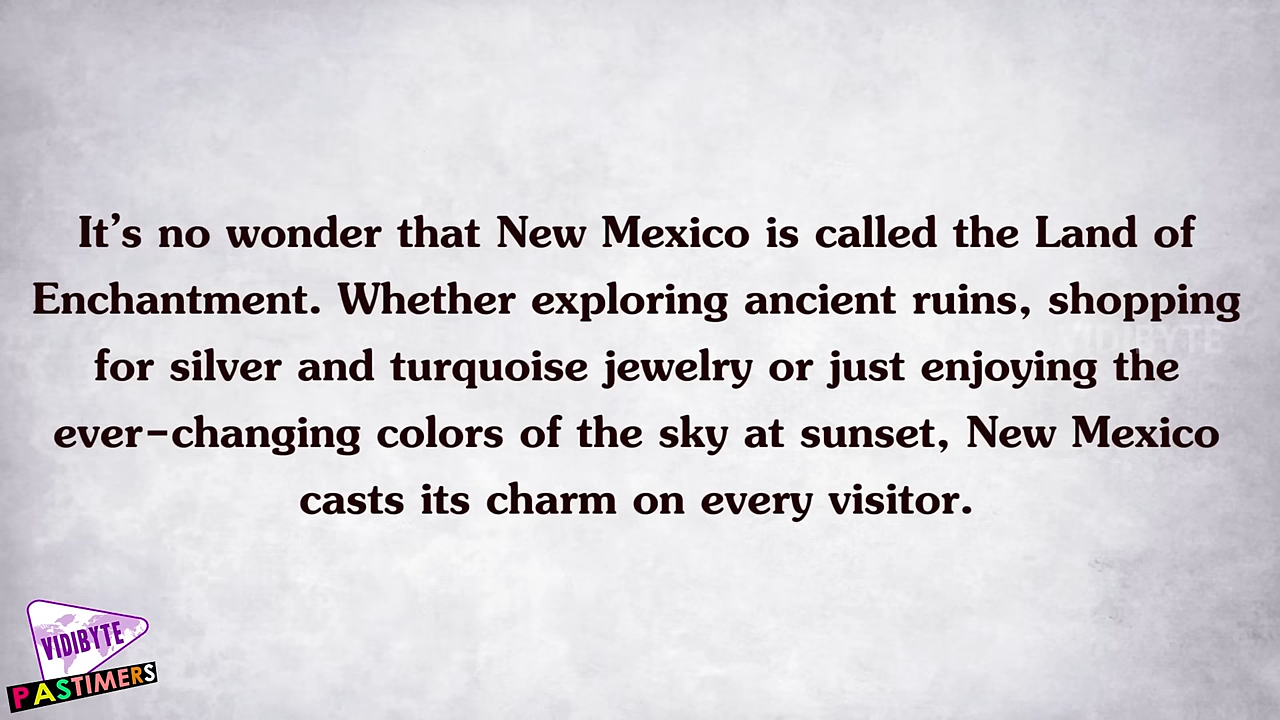 It’s no wonder that New Mexico is called the Land of
Enchantment. Whether exploring ancient ruins, shopping
for silver and turquoise jewelry or just enjoying the
ever-changing colors of the sky at sunset, New Mexico
casts its charm on every visitor.
VIDIBYTE
VIDIBYTE
PASTIMERS